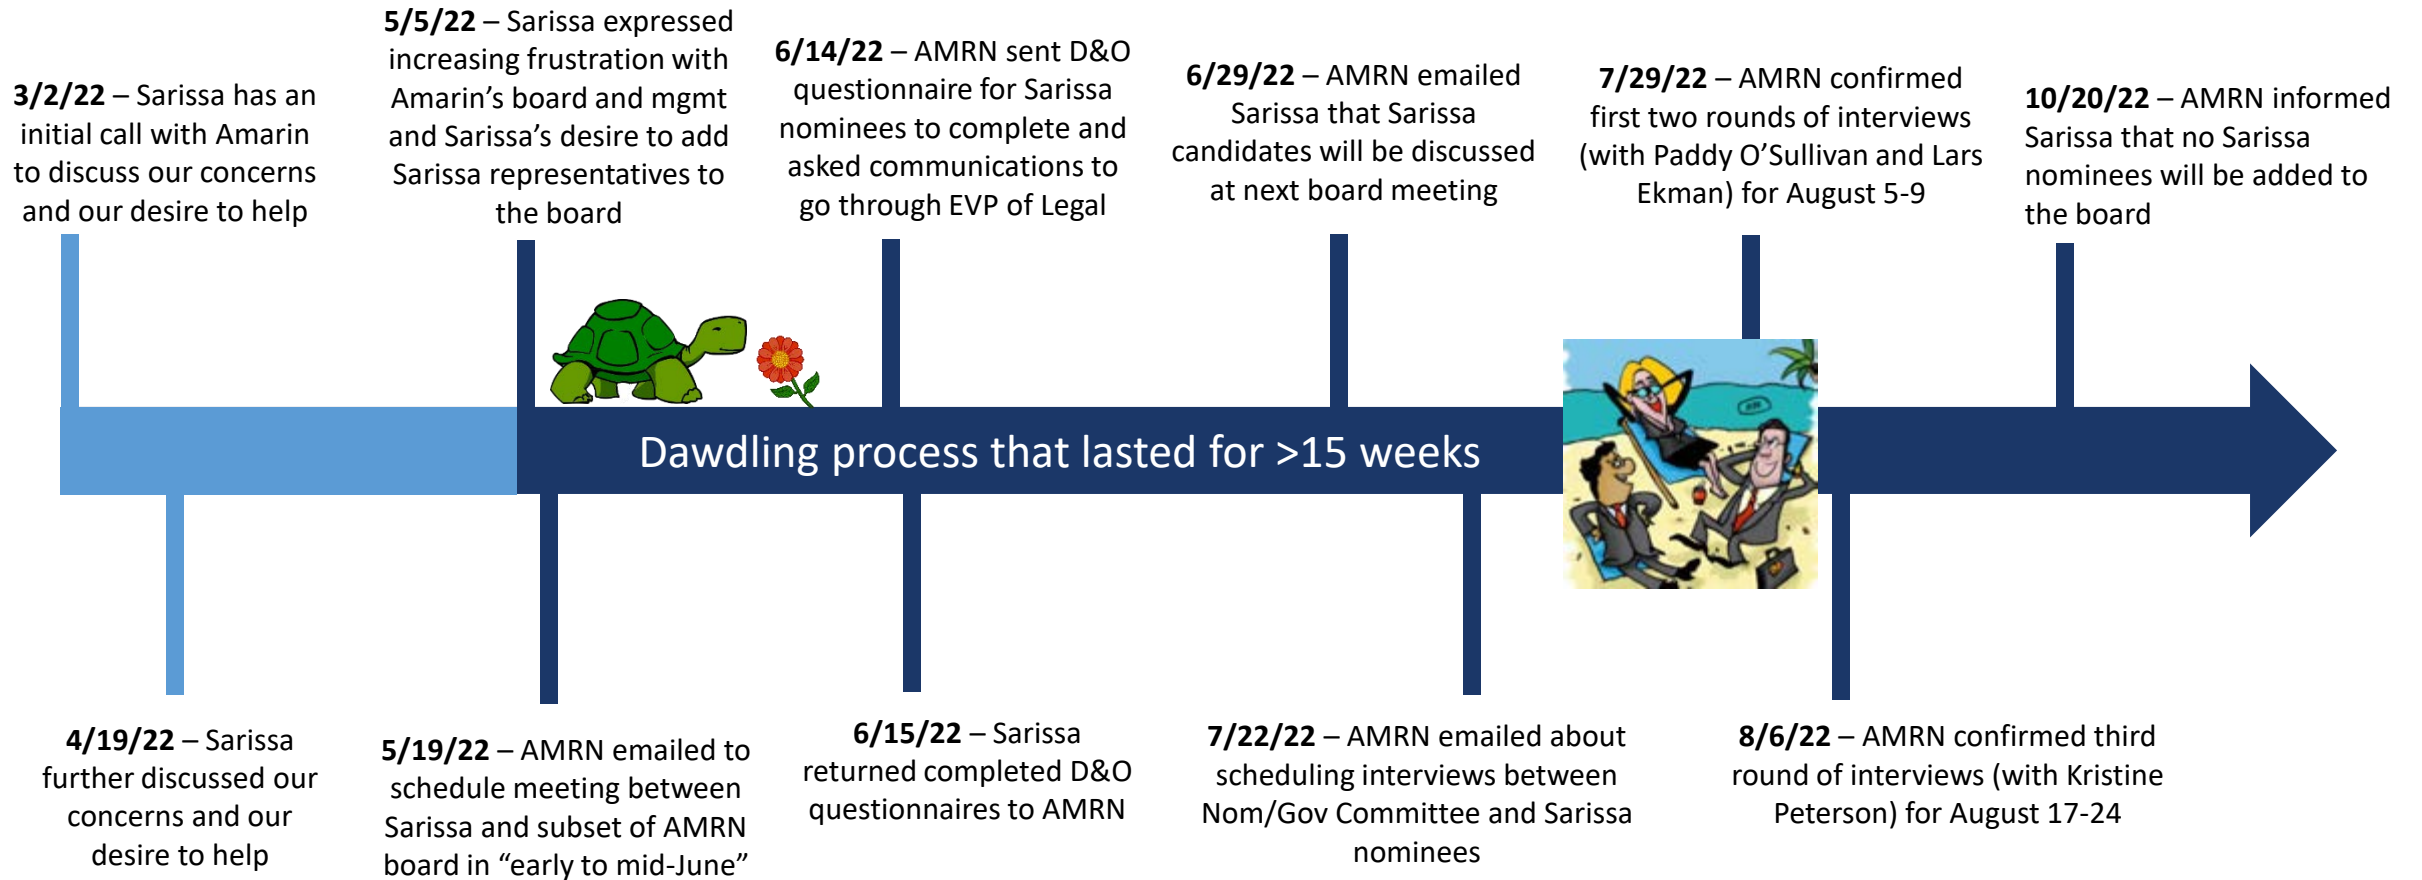 3/2/22 – Sarissa has an
initial call with Amarin
to discuss our concerns
and our desire to help
5/5/22 – Sarissa expressed
increasing frustration with
Amarin’s board and mgmt
and Sarissa’s desire to add
Sarissa representatives to
the board
6/14/22 – AMRN sent D&O
questionnaire for Sarissa
nominees to complete and
asked communications to
go through EVP of Legal
6/29/22 – AMRN emailed
Sarissa that Sarissa
candidates will be discussed
at next board meeting
7/29/22 – AMRN confirmed
first two rounds of interviews
(with Paddy O’Sullivan and Lars
Ekman) for August 5-9
10/20/22 – AMRN informed
Sarissa that no Sarissa
nominees will be added to
the board
Dawdling process that lasted for >15 weeks
4/19/22 – Sarissa
further discussed our
concerns and our
desire to help
5/19/22 – AMRN emailed to
schedule meeting between
Sarissa and subset of AMRN
board in “early to mid-June”
6/15/22 – Sarissa
returned completed D&O
questionnaires to AMRN
7/22/22 – AMRN emailed about
scheduling interviews between
Nom/Gov Committee and Sarissa
nominees
8/6/22 – AMRN confirmed third
round of interviews (with Kristine
Peterson) for August 17-24